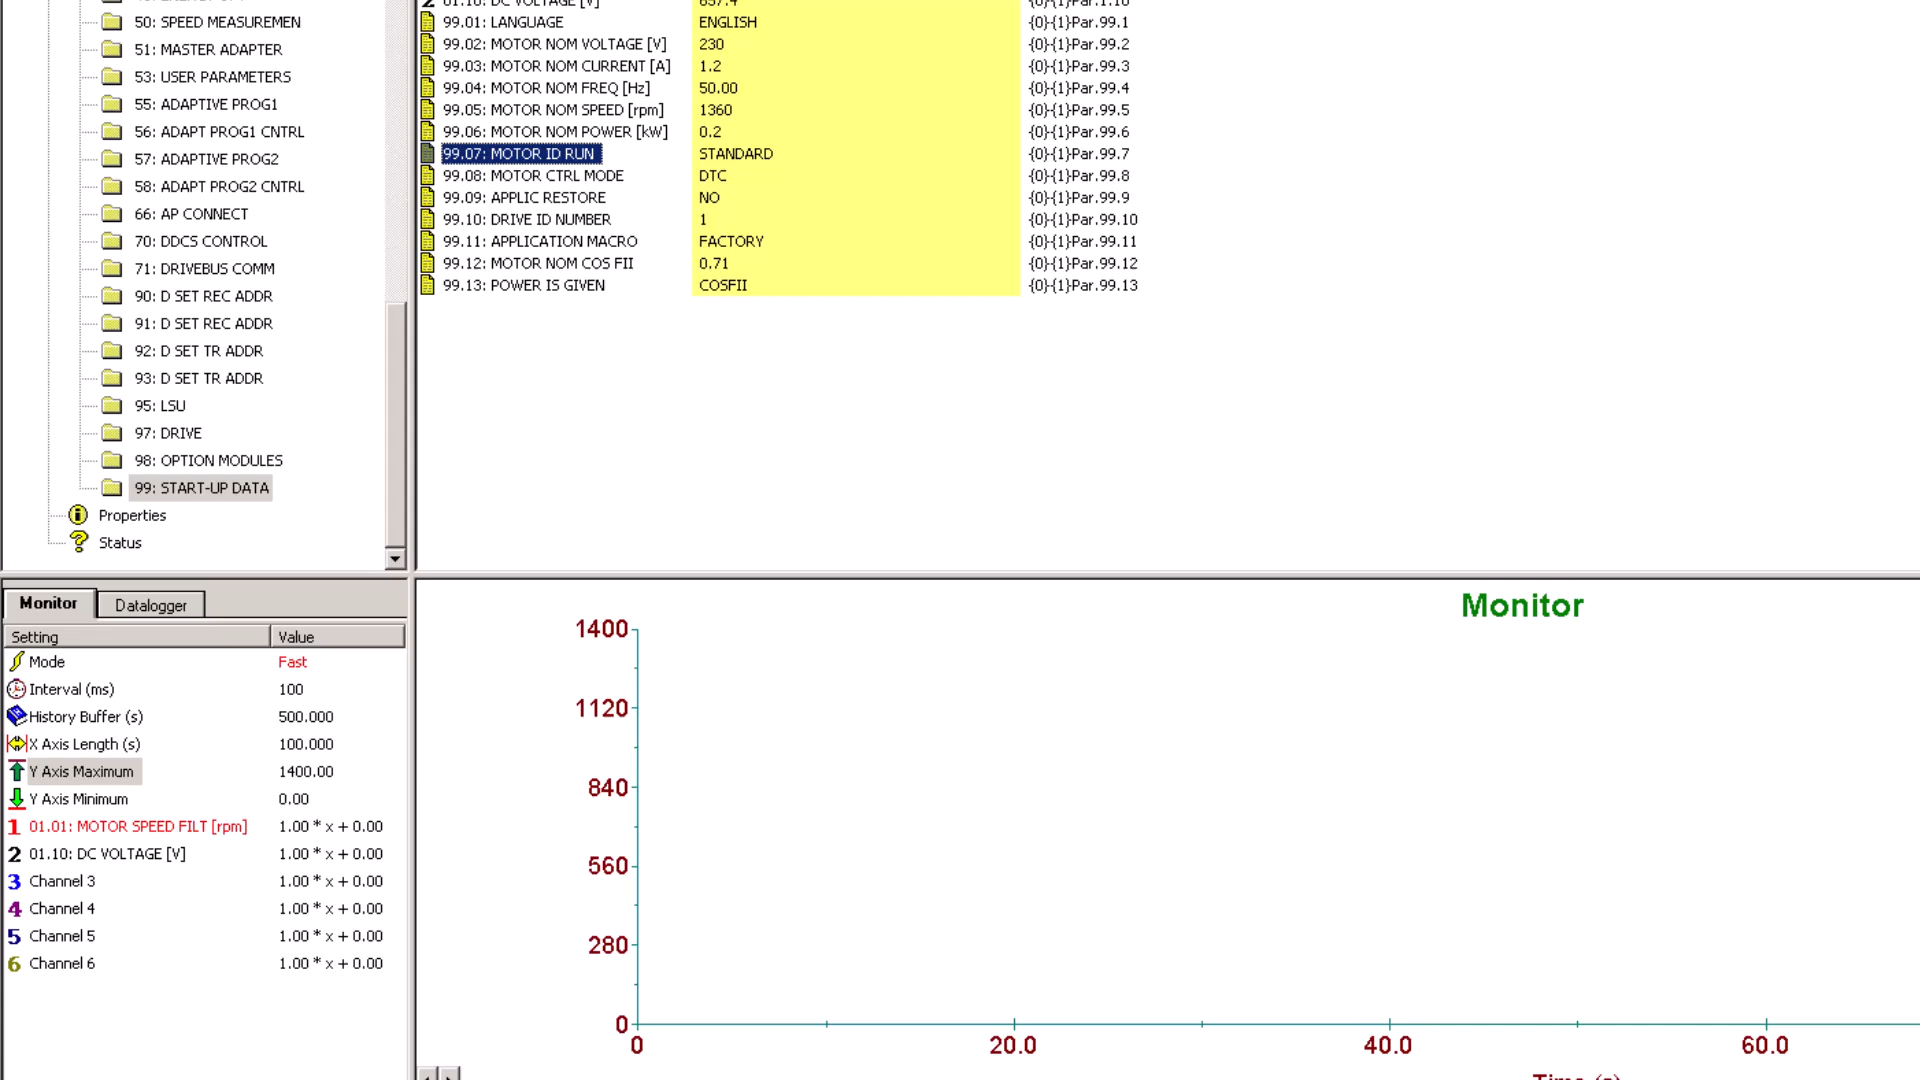 50: SPEED MEASUREMEN
51: MASTER ADAPTER
53: USER PARAMETERS
55: ADAPTIVE PROG1
56: ADAPT PROG1 CNTRL
57: ADAPTIVE PROG2
58: ADAPT PROG2 CNTRL
66: AP CONNECT
70: DDCS CONTROL
71: DRIVEBUS COMM
90: D SET REC ADDR
91: D SET REC ADDR
92: D SET TR ADDR
93: D SET TR ADDR
95: LSU
97: DRIVE
98: OPTION MODULES
99: START-UP DATA
Properties
Status
2 01.10: DC VOLTAGE [V] 657.4 {0}{1}Par.1.10
99.01: LANGUAGE ENGLISH {0}{1}Par.99.1
99.02: MOTOR NOM VOLTAGE [V] 230 {0}{1}Par.99.2
99.03: MOTOR NOM CURRENT [A] 1.2 {0}{1}Par.99.3
99.04: MOTOR NOM FREQ [Hz] 50.00 {0}{1}Par.99.4
99.05: MOTOR NOM SPEED [rpm] 1360 {0}{1}Par.99.5
99.06: MOTOR NOM POWER [kW] 0.2 {0}{1}Par.99.6
99.07: MOTOR ID RUN STANDARD {0}{1}Par.99.7
99.08: MOTOR CTRL MODE DTC {0}{1}Par.99.8
99.09: APPLIC RESTORE NO {0}{1}Par.99.9
99.10: DRIVE ID NUMBER 1 {0}{1}Par.99.10
99.11: APPLICATION MACRO FACTORY {0}{1}Par.99.11
99.12: MOTOR NOM COS FII 0.71 {0}{1}Par.99.12
99.13: POWER IS GIVEN COSFII {0}{1}Par.99.13
Monitor Datalogger
Setting Value
Mode Fast
Interval (ms) 100
History Buffer (s) 500.000
X Axis Length (s) 100.000
Y Axis Maximum 1400.00
Y Axis Minimum 0.00
1 01.01: MOTOR SPEED FILT [rpm] 1.00 * x + 0.00
2 01.10: DC VOLTAGE [V] 1.00 * x + 0.00
3 Channel 3 1.00 * x + 0.00
4 Channel 4 1.00 * x + 0.00
5 Channel 5 1.00 * x + 0.00
6 Channel 6 1.00 * x + 0.00
Monitor
1400
1120
840
560
280
0
0 20.0 40.0 60.0
Time (s)